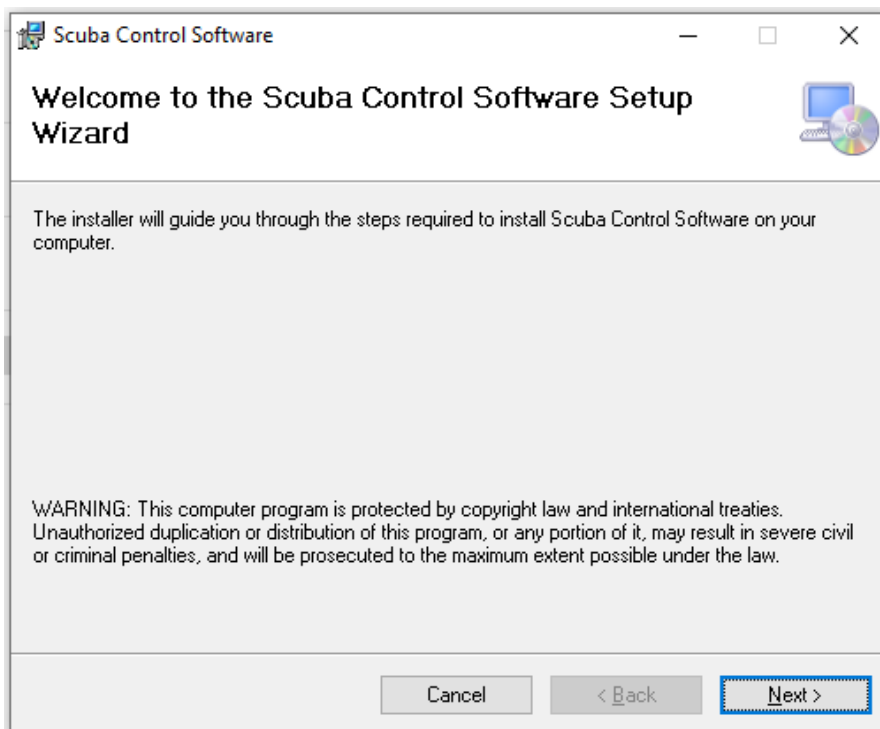 Scuba Control Software
Welcome to the Scuba Control Software Setup
Wizard
The installer will guide you through the steps required to install Scuba Control Software on your
computer.
WARNING: This computer program is protected by copyright law and international treaties.
Unauthorized duplication or distribution of this program, or any portion of it, may result in severe civil
or criminal penalties, and will be prosecuted to the maximum extent possible under the law.
Cancel
< Back
Next >